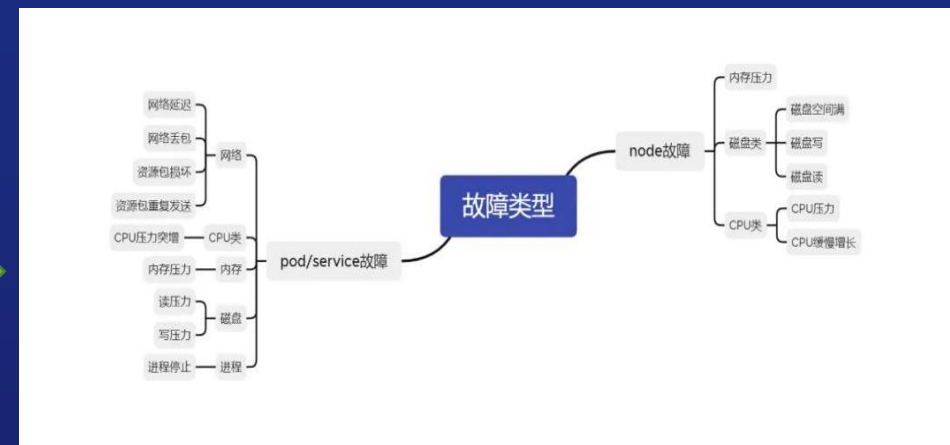 故障类型
node故障
内存压力
磁盘类
磁盘空间满
磁盘写
磁盘读
CPU类
CPU压力
CPU缓慢增长
pod/service故障
网络
网络延迟
网络丢包
资源包损坏
资源包重复发送
CPU类
CPU压力突增
内存
内存压力
磁盘
读压力
写压力
进程
进程停止